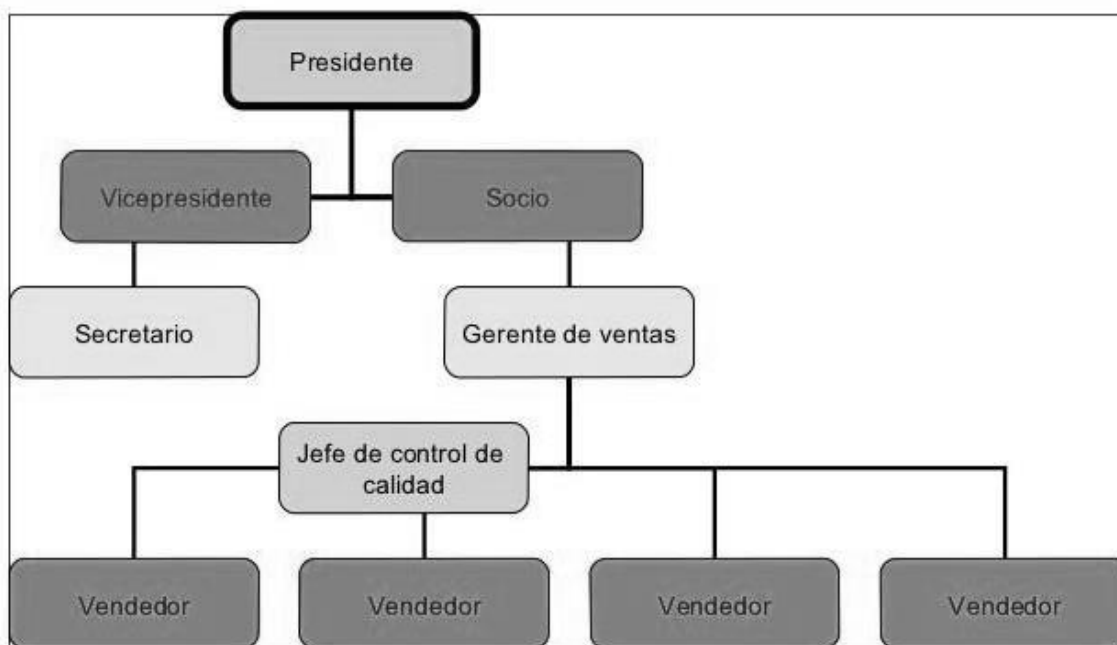 Presidente
Vicepresidente
Socio
Secretario
Gerente de ventas
Jefe de control de
calidad
Vendedor
Vendedor
Vendedor
Vendedor